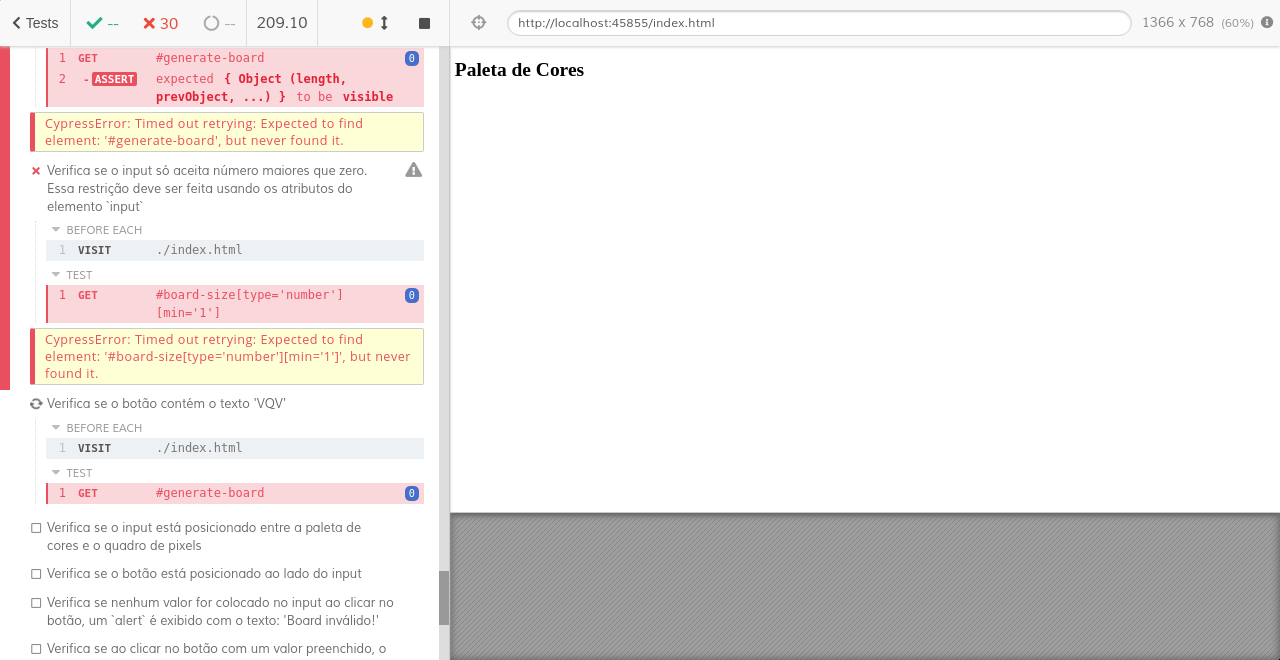 Tests
--
30
--
209.10
http://localhost:45855/index.html
1366 x 768 (60%)
1 GET #generate-board 0
2 - ASSERT expected { Object (length,
prevObject, ...) } to be visible
CypressError: Timed out retrying: Expected to find
element: '#generate-board', but never found it.
Verifica se o input só aceita número maiores que zero.
Essa restrição deve ser feita usando os atributos do
elemento `input`
BEFORE EACH
1 VISIT ./index.html
TEST
1 GET #board-size[type='number'] 0
[min='1']
CypressError: Timed out retrying: Expected to find
element: '#board-size[type='number'][min='1']', but never
found it.
Verifica se o botão contém o texto 'VQV'
BEFORE EACH
1 VISIT ./index.html
TEST
1 GET #generate-board 0
Verifica se o input está posicionado entre a paleta de
cores e o quadro de pixels
Verifica se o botão está posicionado ao lado do input
Verifica se nenhum valor for colocado no input ao clicar no
botão, um `alert` é exibido com o texto: 'Board inválido!'
Verifica se ao clicar no botão com um valor preenchido, o
Paleta de Cores